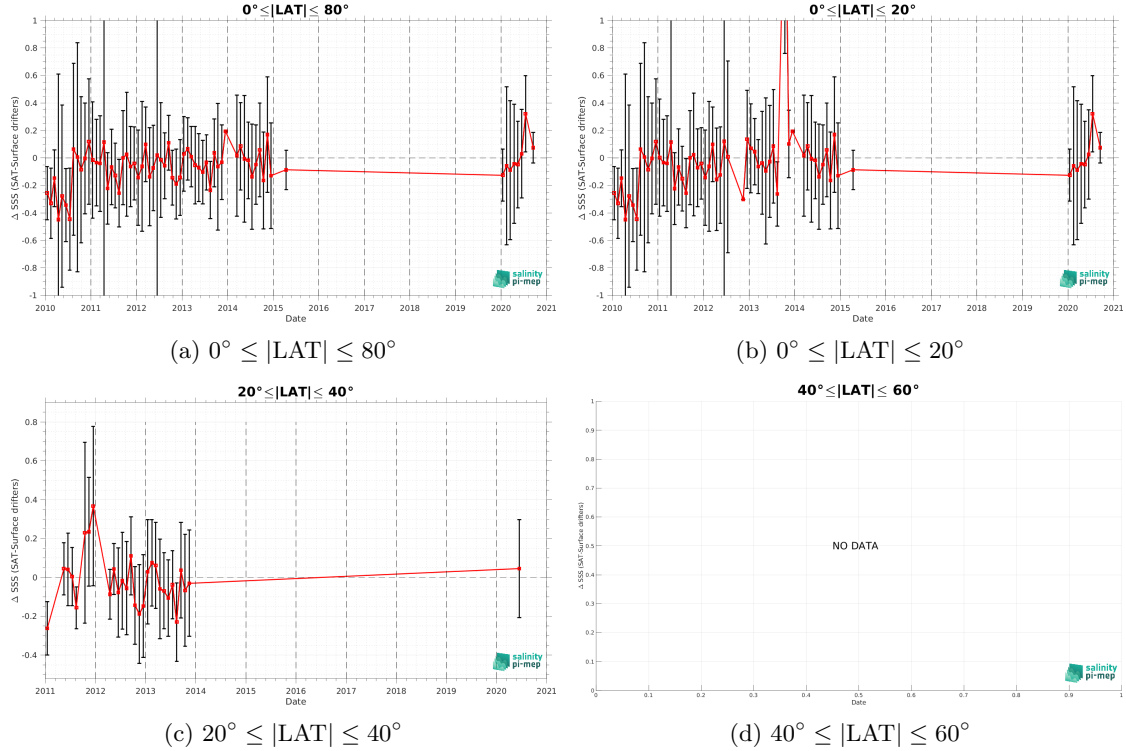 0°≤|LAT|≤ 80°
Δ SSS (SAT-Surface drifters)
1
0.8
0.6
0.4
0.2
0
-0.2
-0.4
-0.6
-0.8
-1
2010 2011 2012 2013 2014 2015 2016 2017 2018 2019 2020 2021
Date
salinity
pi-mep
(a) 0° ≤ |LAT| ≤ 80°
0°≤|LAT|≤ 20°
Δ SSS (SAT-Surface drifters)
1
0.8
0.6
0.4
0.2
0
-0.2
-0.4
-0.6
-0.8
-1
2010 2011 2012 2013 2014 2015 2016 2017 2018 2019 2020 2021
Date
salinity
pi-mep
(b) 0° ≤ |LAT| ≤ 20°
20°≤|LAT|≤ 40°
Δ SSS (SAT-Surface drifters)
0.8
0.6
0.4
0.2
0
-0.2
-0.4
2011 2012 2013 2014 2015 2016 2017 2018 2019 2020 2021
Date
salinity
pi-mep
(c) 20° ≤ |LAT| ≤ 40°
40°≤|LAT|≤ 60°
Δ SSS (SAT-Surface drifters)
1
0.9
0.8
0.7
0.6
0.5
0.4
0.3
0.2
0.1
0
NO DATA
0 0.1 0.2 0.3 0.4 0.5 0.6 0.7 0.8 0.9 1
Date
salinity
pi-mep
(d) 40° ≤ |LAT| ≤ 60°